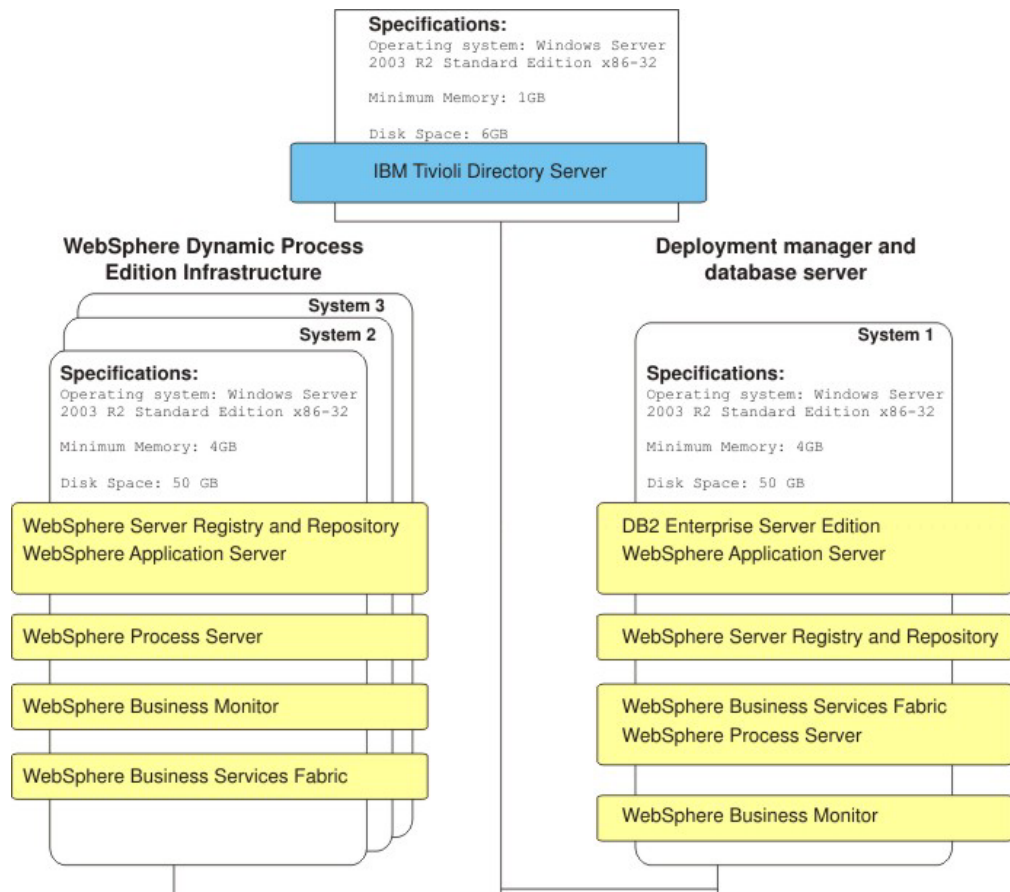 Specifications:
Operating system: Windows Server
2003 R2 Standard Edition x86-32
Minimum Memory: 1GB
Disk Space: 6GB
IBM Tivioli Directory Server
WebSphere Dynamic Process
Edition Infrastructure
System 3
System 2
Specifications:
Operating system: Windows Server
2003 R2 Standard Edition x86-32
Minimum Memory: 4GB
Disk Space: 50 GB
WebSphere Server Registry and Repository
WebSphere Application Server
WebSphere Process Server
WebSphere Business Monitor
WebSphere Business Services Fabric
Deployment manager and
database server
System 1
Specifications:
Operating system: Windows Server
2003 R2 Standard Edition x86-32
Minimum Memory: 4GB
Disk Space: 50 GB
DB2 Enterprise Server Edition
WebSphere Application Server
WebSphere Server Registry and Repository
WebSphere Business Services Fabric
WebSphere Process Server
WebSphere Business Monitor